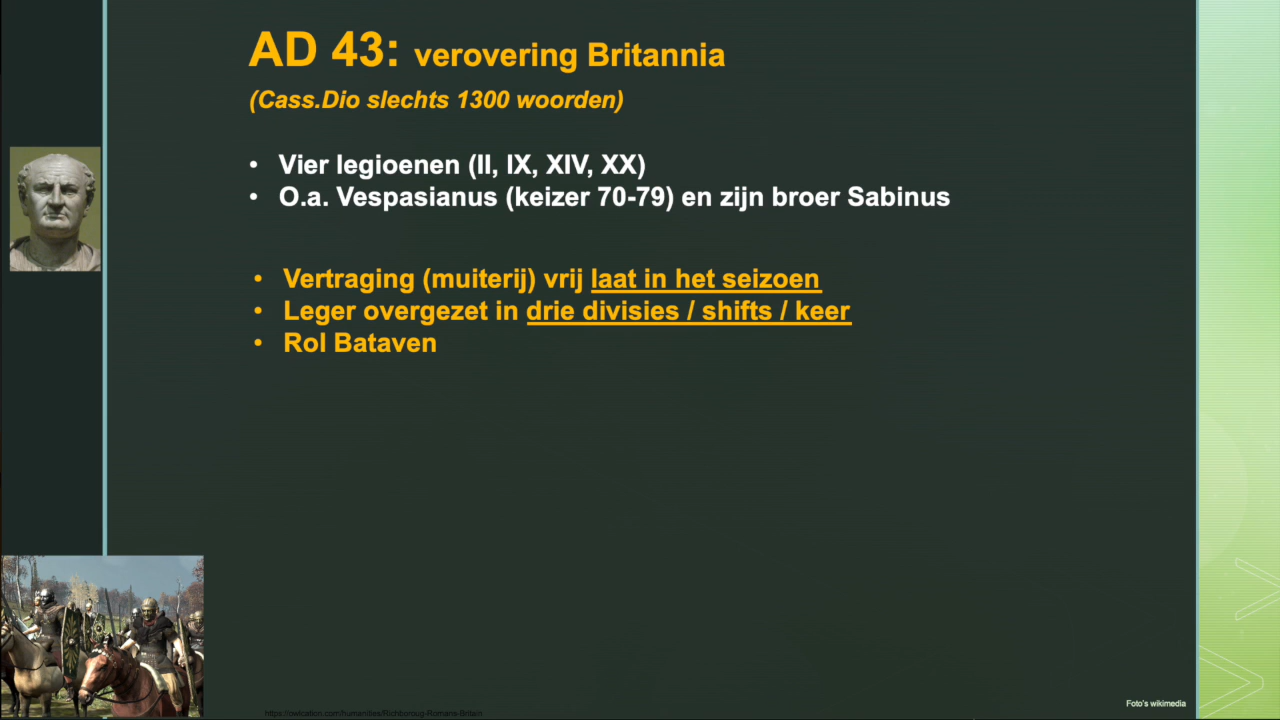 AD 43: verovering Britannia
(Cass.Dio slechts 1300 woorden)
• Vier legioenen (II, IX, XIV, XX)
• O.a. Vespasianus (keizer 70-79) en zijn broer Sabinus
• Vertraging (muiterij) vrij laat in het seizoen
• Leger overgezet in drie divisies / shifts / keer
• Rol Bataven
Foto's wikimedia